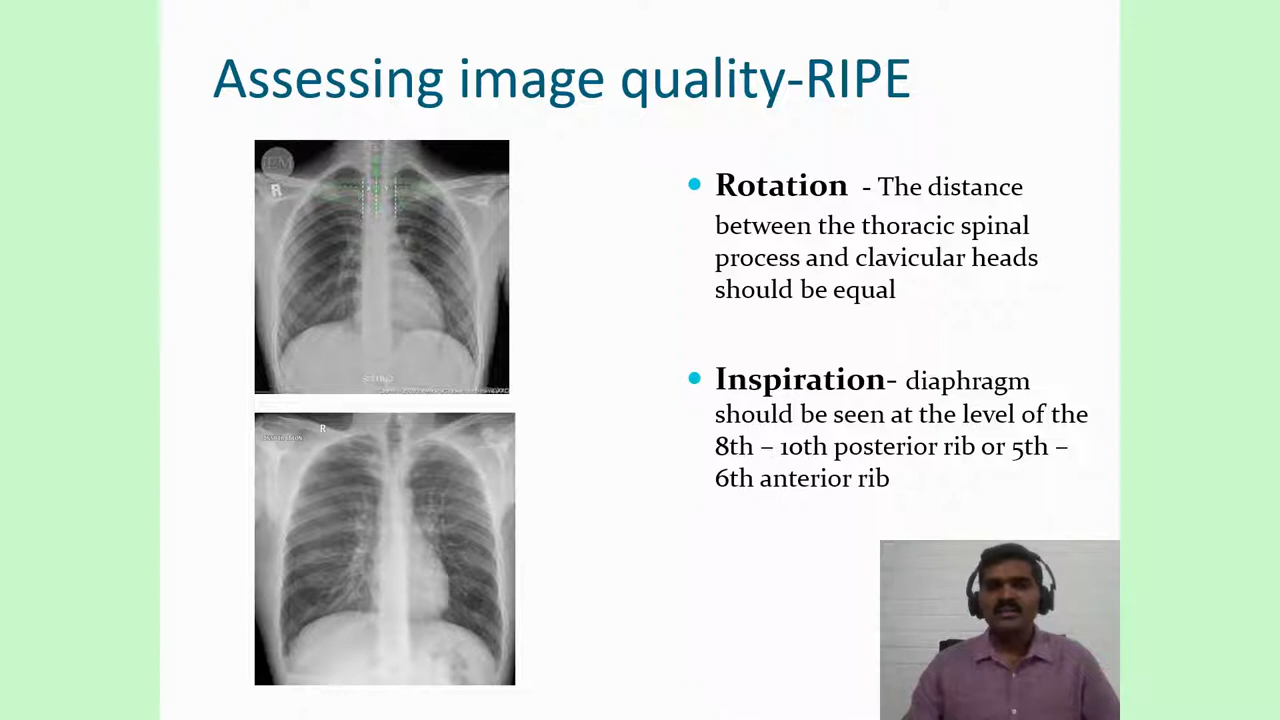 Assessing image quality-RIPE
R
• Rotation - The distance
between the thoracic spinal
process and clavicular heads
should be equal
R
INSPIRATION
• Inspiration- diaphragm
should be seen at the level of the
8th – 10th posterior rib or 5th –
6th anterior rib